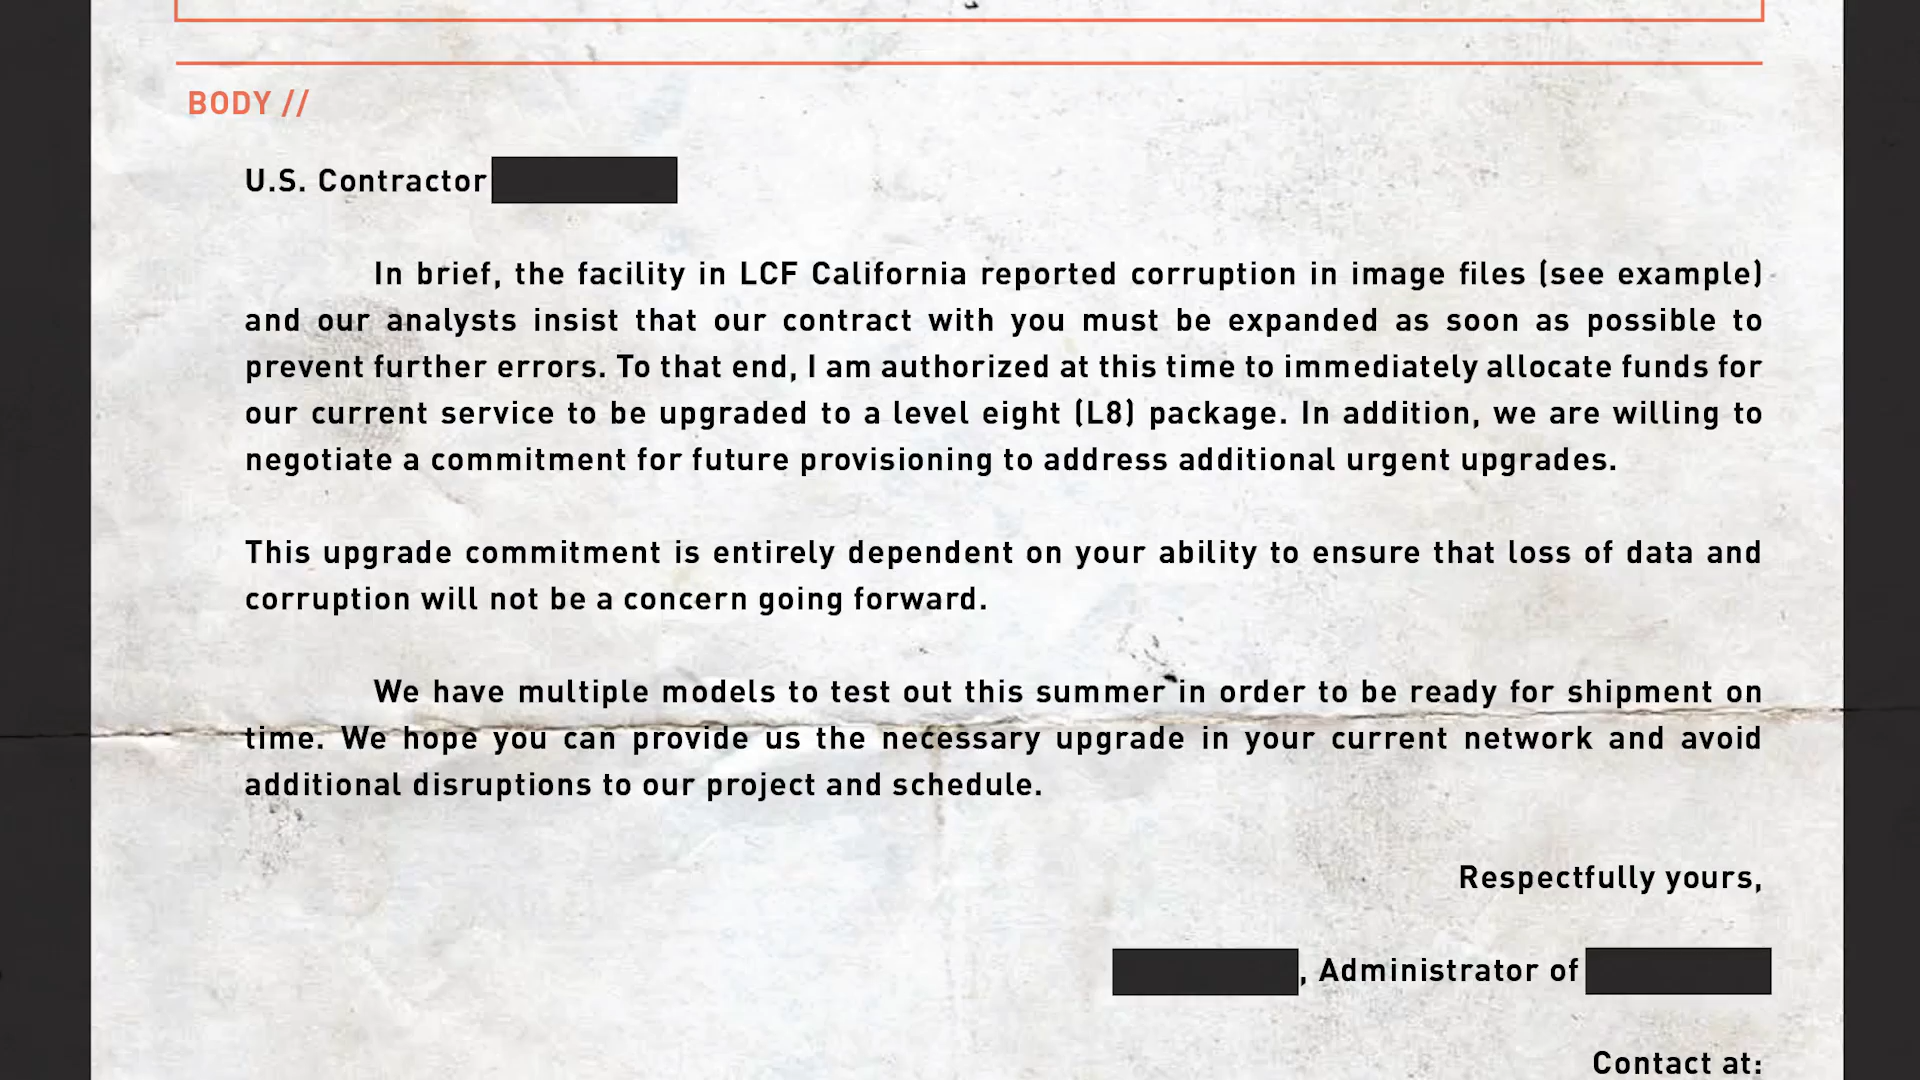 BODY //
U.S. Contractor
In brief, the facility in LCF California reported corruption in image files (see example)
and our analysts insist that our contract with you must be expanded as soon as possible to
prevent further errors. To that end, I am authorized at this time to immediately allocate funds for
our current service to be upgraded to a level eight (L8) package. In addition, we are willing to
negotiate a commitment for future provisioning to address additional urgent upgrades.
This upgrade commitment is entirely dependent on your ability to ensure that loss of data and
corruption will not be a concern going forward.
We have multiple models to test out this summer in order to be ready for shipment on
time. We hope you can provide us the necessary upgrade in your current network and avoid
additional disruptions to our project and schedule.
Respectfully yours,
, Administrator of
Contact at: